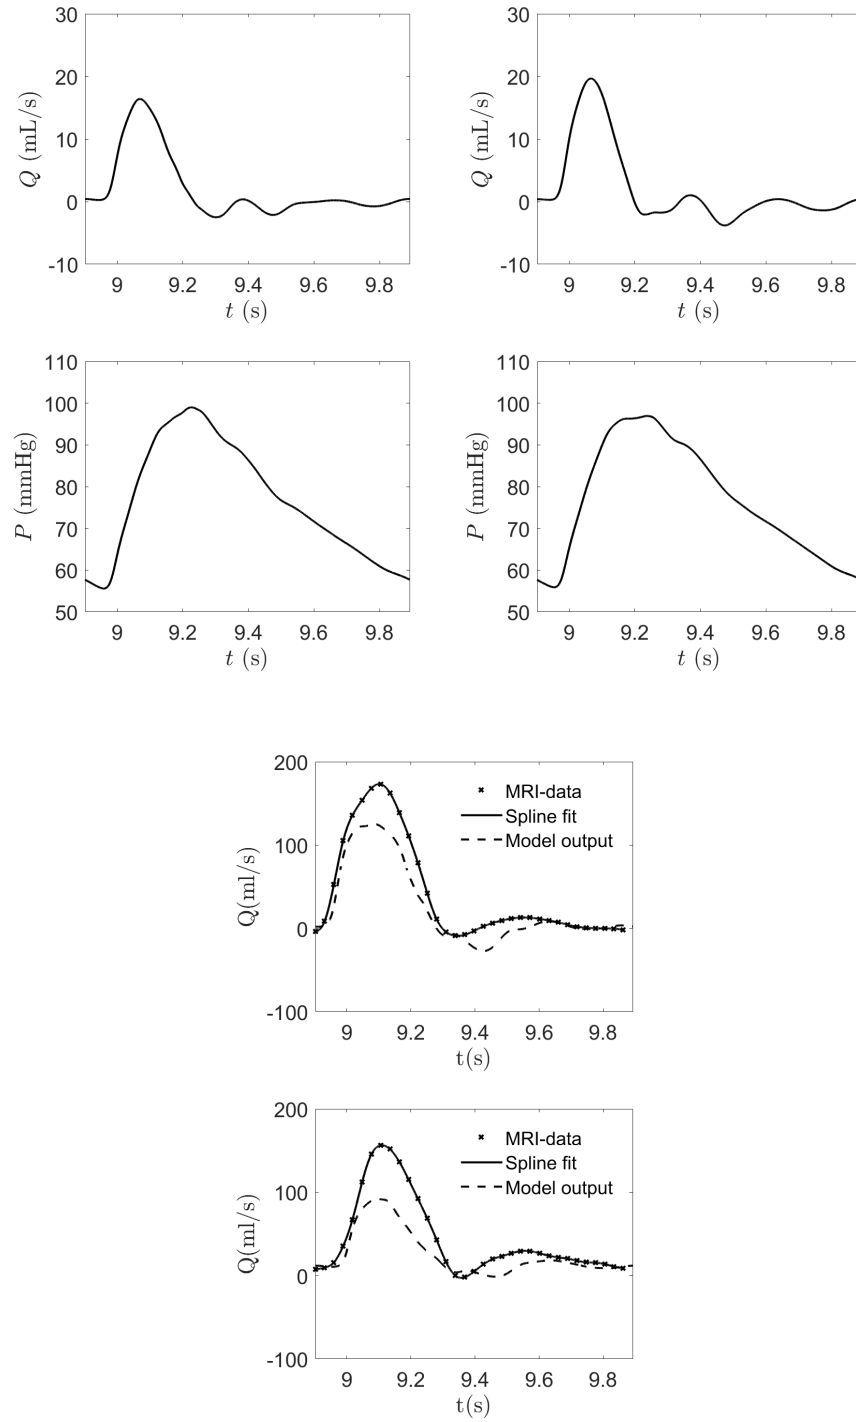 30
20
10
0
-10
Q (mL/s)
9 9.2 9.4 9.6 9.8
t (s)
30
20
10
0
-10
Q (mL/s)
9 9.2 9.4 9.6 9.8
t (s)
110
100
90
80
70
60
50
P (mmHg)
9 9.2 9.4 9.6 9.8
t (s)
110
100
90
80
70
60
50
P (mmHg)
9 9.2 9.4 9.6 9.8
t (s)
200
100
0
-100
Q(ml/s)
MRI-data
Spline fit
Model output
9 9.2 9.4 9.6 9.8
t(s)
200
100
0
-100
Q(ml/s)
MRI-data
Spline fit
Model output
9 9.2 9.4 9.6 9.8
t(s)